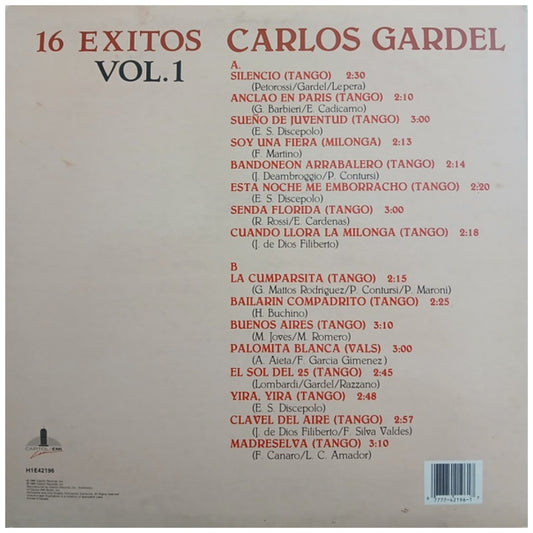 16 EXITOS CARLOS GARDEL
VOL.1
A.
SILENCIO (TANGO) 2:30
(Petorossi/Gardel/Lepera)
ANCLAO EN PARIS (TANGO) 2:10
(G. Barbieri/E. Cadicamo)
SUEÑO DE JUVENTUD (TANGO) 3:00
(E. S. Discepolo)
SOY UNA FIERA (MILONGA) 2:13
(F. Martino)
BANDONEON ARRABALERO (TANGO) 2:14
(J. Deambroggio/P. Contursi)
ESTA NOCHE ME EMBORRACHO (TANGO) 2:20
(E. S. Discepolo)
SENDA FLORIDA (TANGO) 3:00
(R. Rossi/E. Cardenas)
CUANDO LLORA LA MILONGA (TANGO) 2:18
(J. de Dios Filiberto)
B
LA CUMPARSITA (TANGO) 2:15
(G. Mattos Rodriguez/P. Contursi/P. Maroni)
BAILARIN COMPADRITO (TANGO) 2:25
(H. Buchino)
BUENOS AIRES (TANGO) 3:10
(M. Joves/M. Romero)
PALOMITA BLANCA (VALS) 3:00
(A. Aieta/F. Garcia Gimenez)
EL SOL DEL 25 (TANGO) 2:45
(Lombardi/Gardel/Razzano)
YIRA, YIRA (TANGO) 2:48
(E. S. Discepolo)
CLAVEL DEL AIRE (TANGO) 2:57
(J. de Dios Filiberto/F. Silva Valdes)
MADRESELVA (TANGO) 3:10
(F. Canaro/L. C. Amador)
CAPITOL EMI
H1E42196